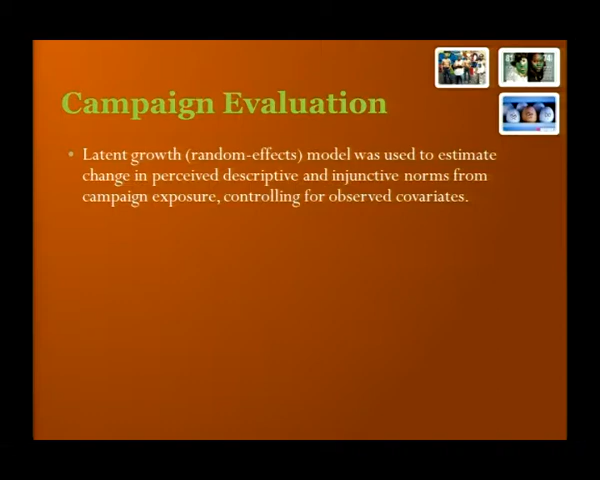 Campaign Evaluation
• Latent growth (random-effects) model was used to estimate
change in perceived descriptive and injunctive norms from
campaign exposure, controlling for observed covariates.